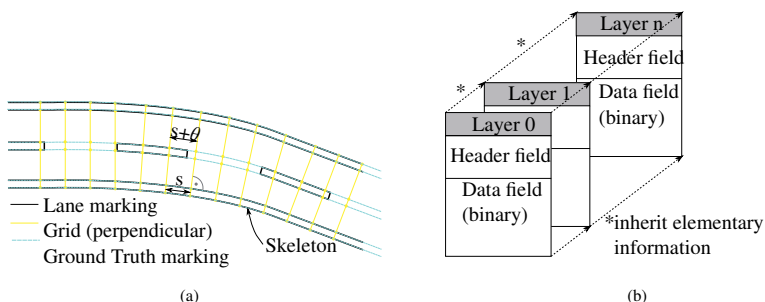 s±θ
s
Lane marking
Grid (perpendicular)
Ground Truth marking
Skeleton
(a)
Layer n
Header field
Data field
(binary)
*
*
Layer 1
Layer 0
Header field
Data field
(binary)
*inherit elementary
information
(b)